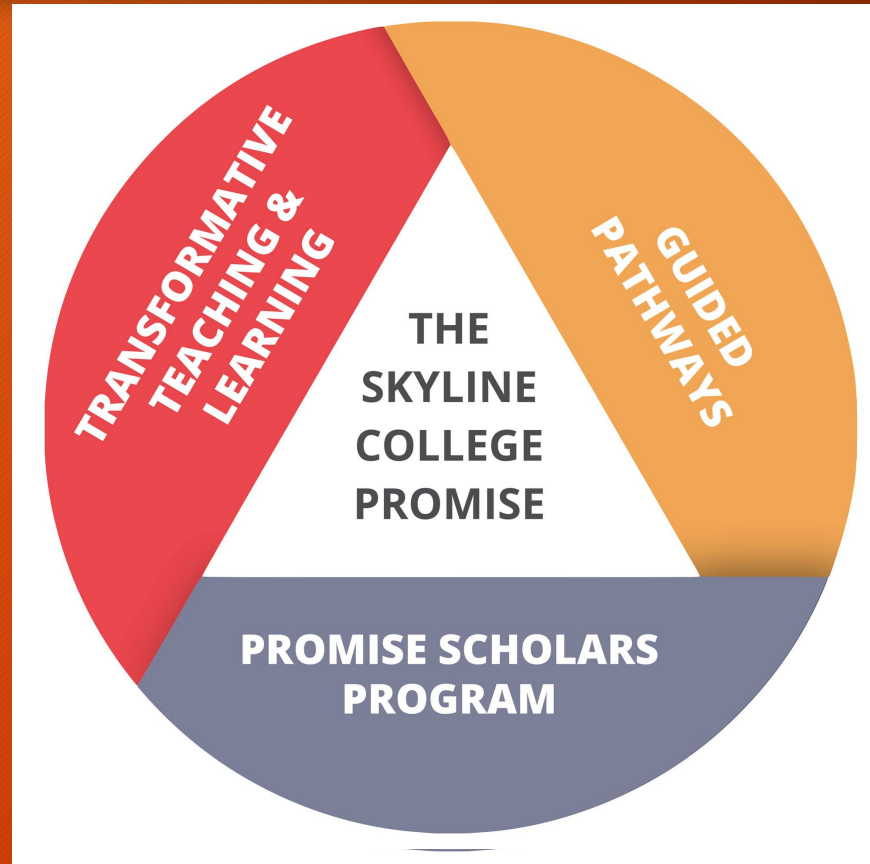 TRANSFORMATIVE
TEACHING &
LEARNING
GUIDED
PATHWAYS
THE
SKYLINE
COLLEGE
PROMISE
PROMISE SCHOLARS
PROGRAM